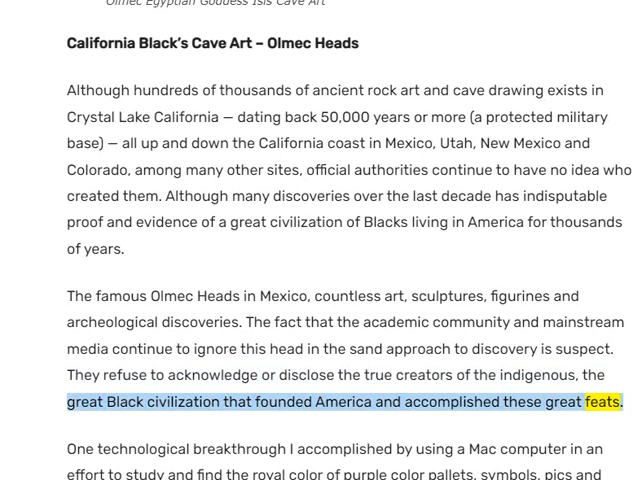 Olmec Egyptian Goddess Isis Cave Art
California Black's Cave Art – Olmec Heads
Although hundreds of thousands of ancient rock art and cave drawing exists in
Crystal Lake California — dating back 50,000 years or more (a protected military
base) — all up and down the California coast in Mexico, Utah, New Mexico and
Colorado, among many other sites, official authorities continue to have no idea who
created them. Although many discoveries over the last decade has indisputable
proof and evidence of a great civilization of Blacks living in America for thousands
of years.
The famous Olmec Heads in Mexico, countless art, sculptures, figurines and
archeological discoveries. The fact that the academic community and mainstream
media continue to ignore this head in the sand approach to discovery is suspect.
They refuse to acknowledge or disclose the true creators of the indigenous, the
great Black civilization that founded America and accomplished these great feats.
One technological breakthrough I accomplished by using a Mac computer in an
effort to study and find the royal color of purple color pallets, symbols, pics and